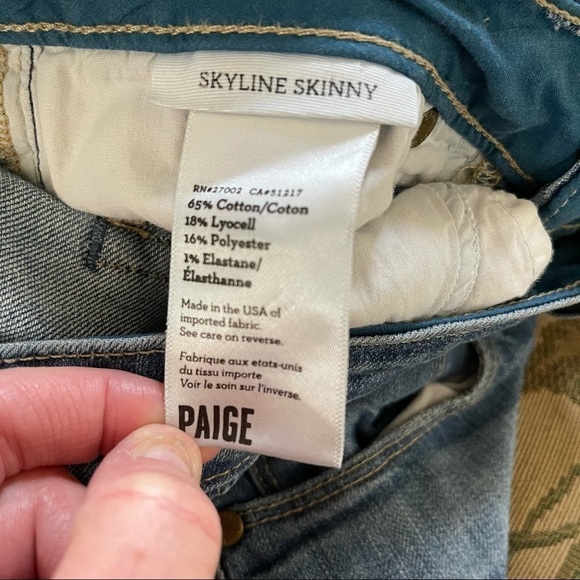 SKYLINE SKINNY
RN#27002 CA#51217
65% Cotton/Coton
18% Lyocell
16% Polyester
1% Elastane/
Élasthanne
Made in the USA of
imported fabric.
See care on reverse.
Fabrique aux etats-unis
du tissu importe
Voir le soin sur l'inverse.
PAIGE